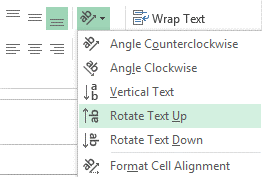 Wrap Text
Angle Counterclockwise
Angle Clockwise
Vertical Text
Rotate Text Up
Rotate Text Down
Format Cell Alignment